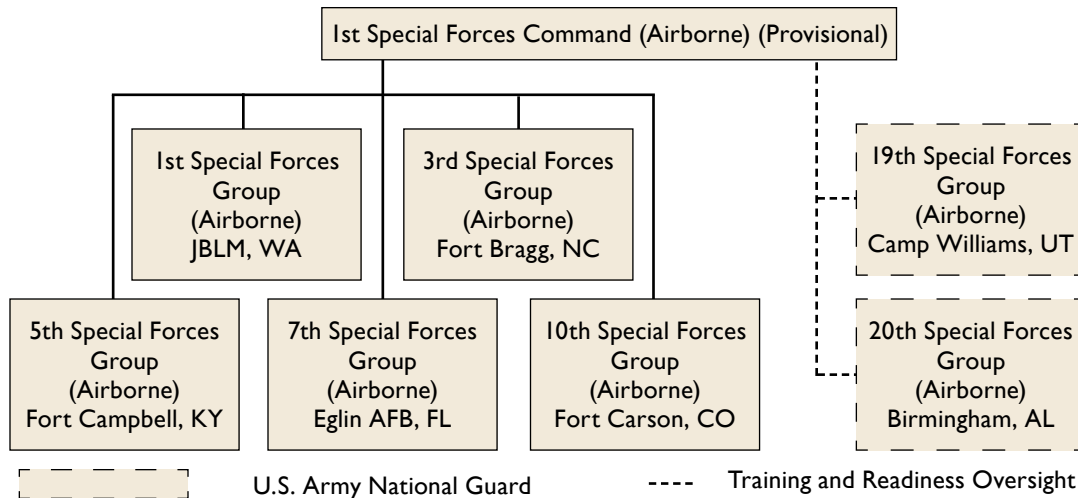 1st Special Forces Command (Airborne) (Provisional)
1st Special Forces
Group
(Airborne)
JBLM, WA
3rd Special Forces
Group
(Airborne)
Fort Bragg, NC
19th Special Forces
Group
(Airborne)
Camp Williams, UT
5th Special Forces
Group
(Airborne)
Fort Campbell, KY
7th Special Forces
Group
(Airborne)
Eglin AFB, FL
10th Special Forces
Group
(Airborne)
Fort Carson, CO
20th Special Forces
Group
(Airborne)
Birmingham, AL
U.S. Army National Guard
Training and Readiness Oversight